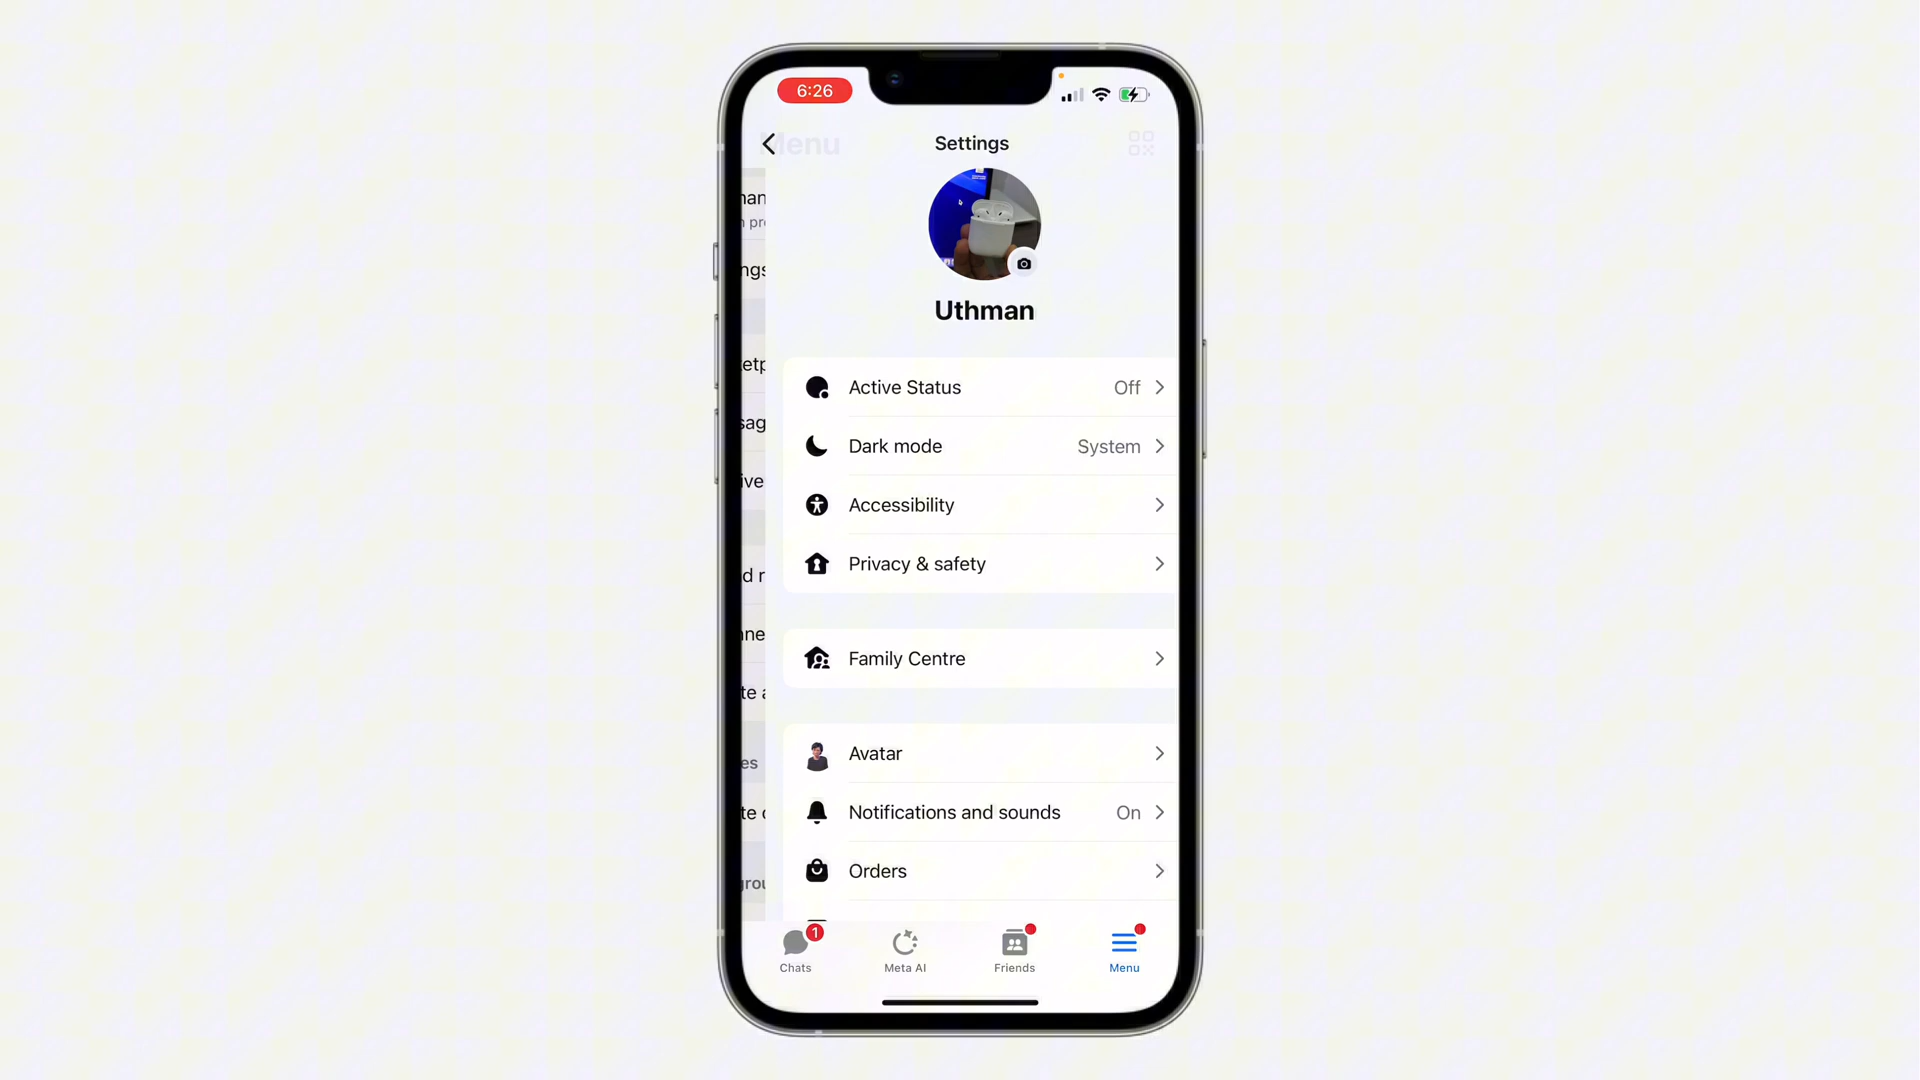 6:26
Menu
Settings
Uthman
Active Status Off
Dark mode System
Accessibility
Privacy & safety
Family Centre
Avatar
Notifications and sounds On
Orders
1
Chats
Meta AI
Friends
Menu